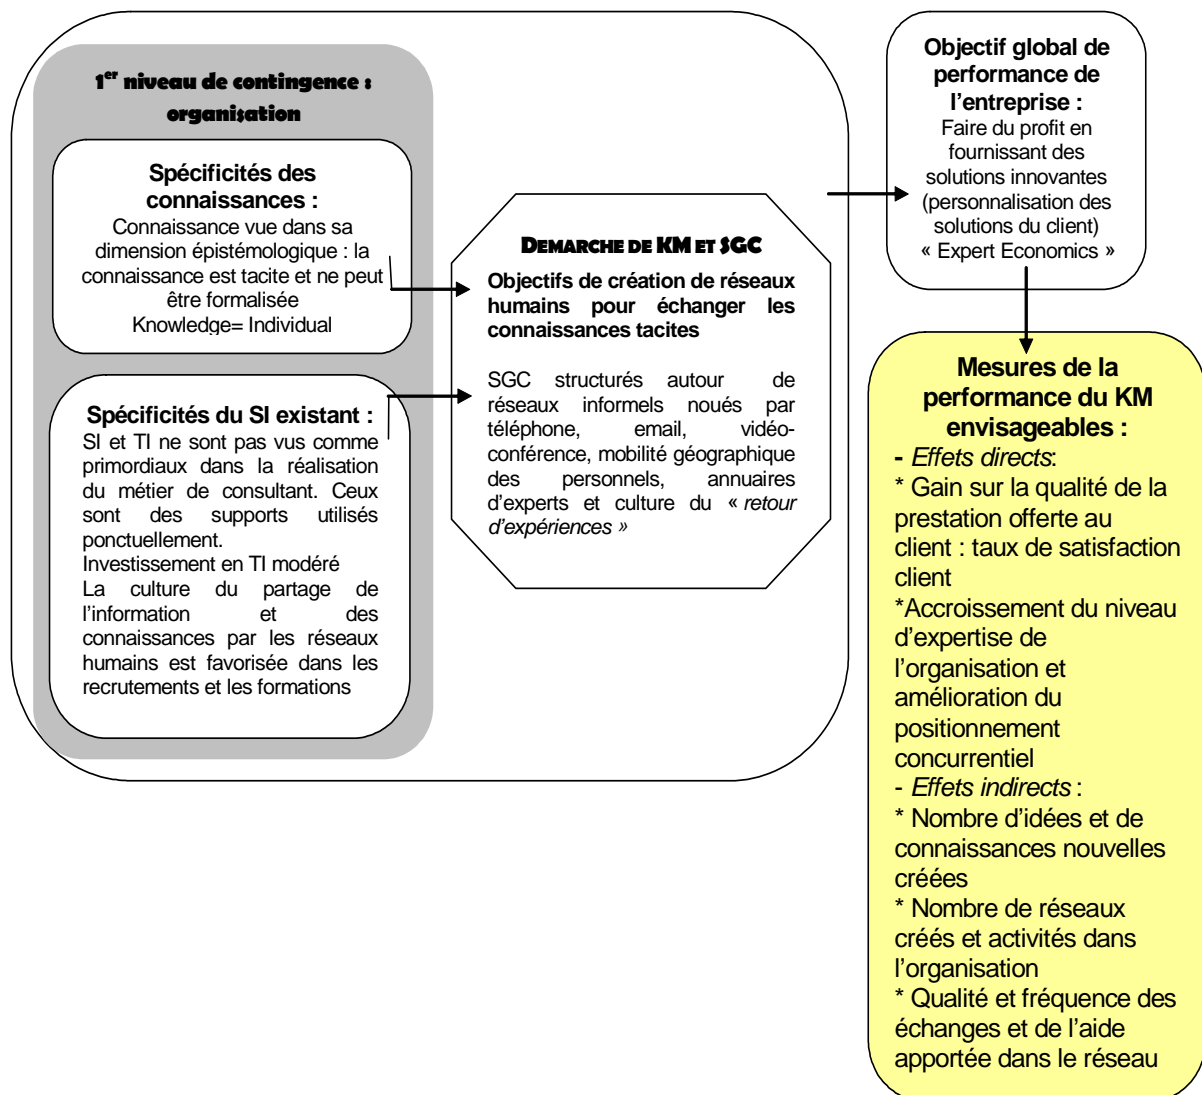 1er niveau de contingence :
organisation
Spécificités des
connaissances :
Connaissance vue dans sa
dimension épistémologique : la
connaissance est tacite et ne peut
être formalisée
Knowledge= Individual
Spécificités du SI existant :
SI et TI ne sont pas vus comme
primordiaux dans la réalisation
du métier de consultant. Ceux
sont des supports utilisés
ponctuellement.
Investissement en TI modéré
La culture du partage de
l’information et des
connaissances par les réseaux
humains est favorisée dans les
recrutements et les formations
DEMARCHE DE KM ET SGC
Objectifs de création de réseaux
humains pour échanger les
connaissances tacites
SGC structurés autour de
réseaux informels noués par
téléphone, email, vidéo-
conférence, mobilité géographique
des personnels, annuaires
d’experts et culture du « retour
d’expériences »
Objectif global de
performance de
l’entreprise :
Faire du profit en
fournissant des
solutions innovantes
(personnalisation des
solutions du client)
« Expert Economics »
Mesures de la
performance du KM
envisageables :
- Effets directs:
* Gain sur la qualité de la
prestation offerte au
client : taux de satisfaction
client
*Accroissement du niveau
d’expertise de
l’organisation et
amélioration du
positionnement
concurrentiel
- Effets indirects :
* Nombre d’idées et de
connaissances nouvelles
créées
* Nombre de réseaux
créés et activités dans
l’organisation
* Qualité et fréquence des
échanges et de l’aide
apportée dans le réseau